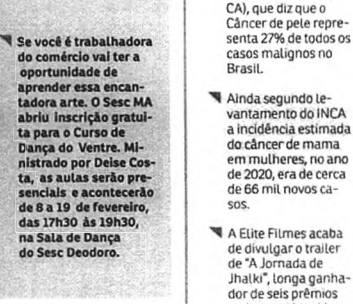 Se você é trabalhadora
do comércio vai ter a
oportunidade de
aprender essa encan-
tadora arte. O Sesc MA
abriu inscrição gratui-
ta para o Curso de
Dança do Ventre. Mi-
nistrado por Deise Cos-
ta, as aulas serão pre-
senciais e acontecerão
de 8 a 19 de fevereiro,
das 17h30 às 19h30,
na Sala de Dança
do Sesc Deodoro.
CA), que diz que o
Câncer de pele repre-
senta 27% de todos os
casos malignos no
Brasil.
Ainda segundo le-
vantamento do INCA
a incidência estimada
do câncer de mama
em mulheres, no ano
de 2020, era de cerca
de 66 mil novos ca-
sos.
A Elite Filmes acaba
de divulgar o trailer
de "A Jornada de
Jhalki", longa ganha-
dor de seis prêmios